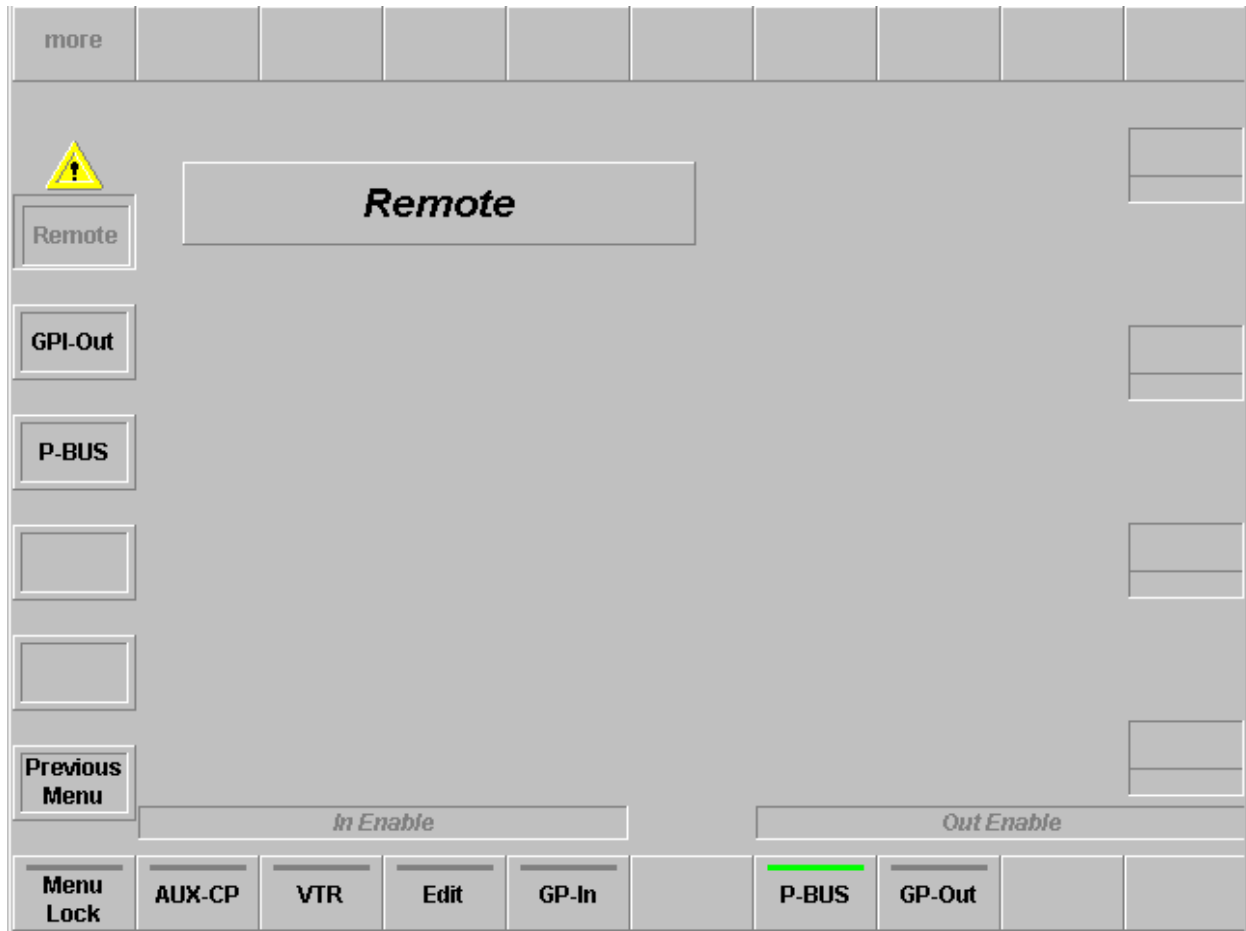 more
Remote
Remote
GPI-Out
P-BUS
Previous
Menu
In Enable
Out Enable
Menu
Lock
AUX-CP
VTR
Edit
GP-In
P-BUS
GP-Out